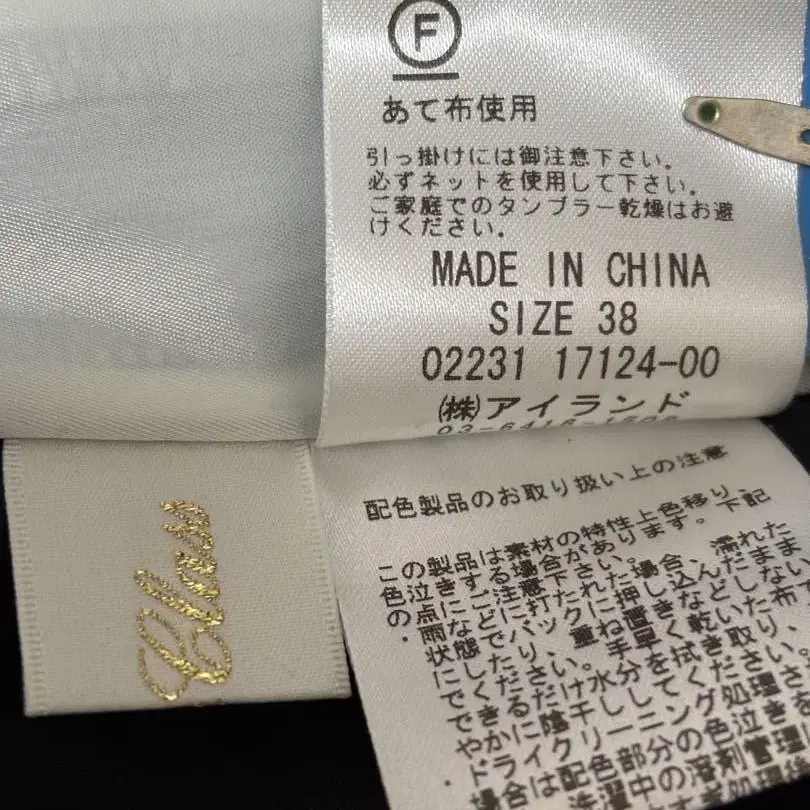 F
あて布使用
引っ掛けには御注意下さい。
必ずネットを使用して下さい。
ご家庭でのタンブラー乾燥はお避
けください。
MADE IN CHINA
SIZE 38
02231 17124-00
(株)アイランド
Class
配色製品のお取り扱い上の注意
この製品は素材の特性上色移り、
色泣きする場合があります。下記
の点にご注意下さい。
・雨などに打たれた場合、濡れた
状態でバックに押し込んだまま
にしたり、重ね置きなどしない
でください。手早く乾いた布で
できるだけ水分を拭き取り、
やかに陰干ししてください。
・ドライクリーニング処理さ
場合は配色部分の色泣きを
洗濯中の溶剤管理